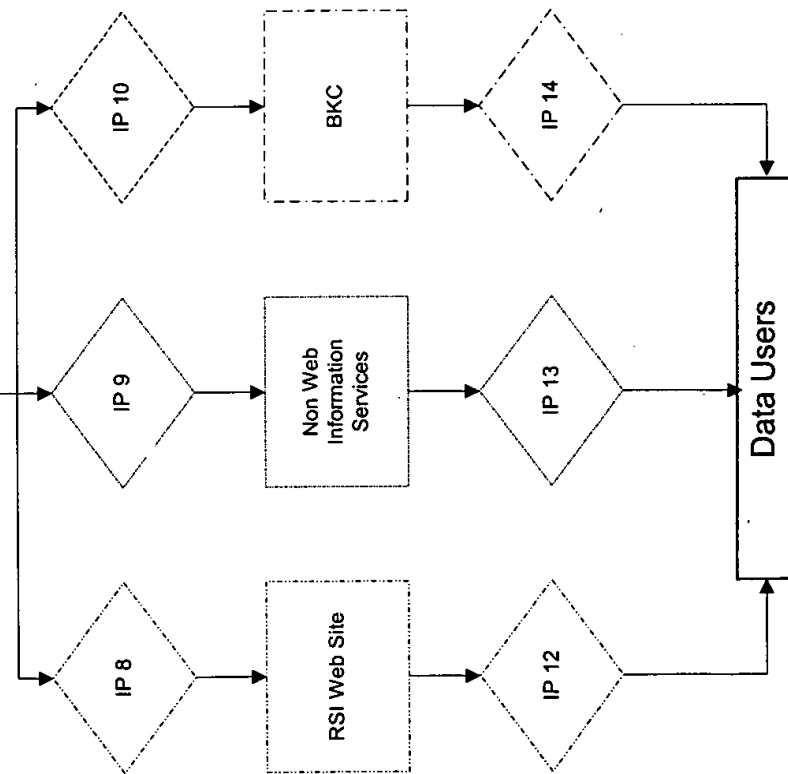 IP 8
IP 9
IP 10
RSI Web Site
Non Web
Information
Services
BKC
IP 12
IP 13
IP 14
Data Users